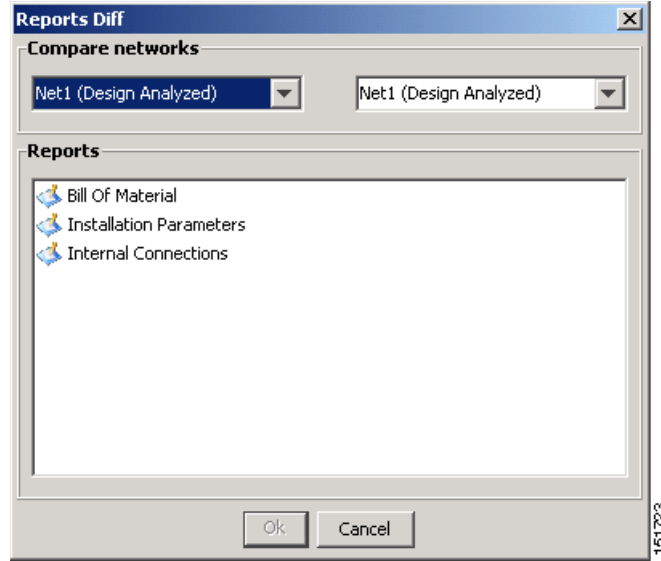 Reports Diff
Compare networks
Net1 (Design Analyzed) Net1 (Design Analyzed)
Reports
Bill Of Material
Installation Parameters
Internal Connections
Ok Cancel
151723